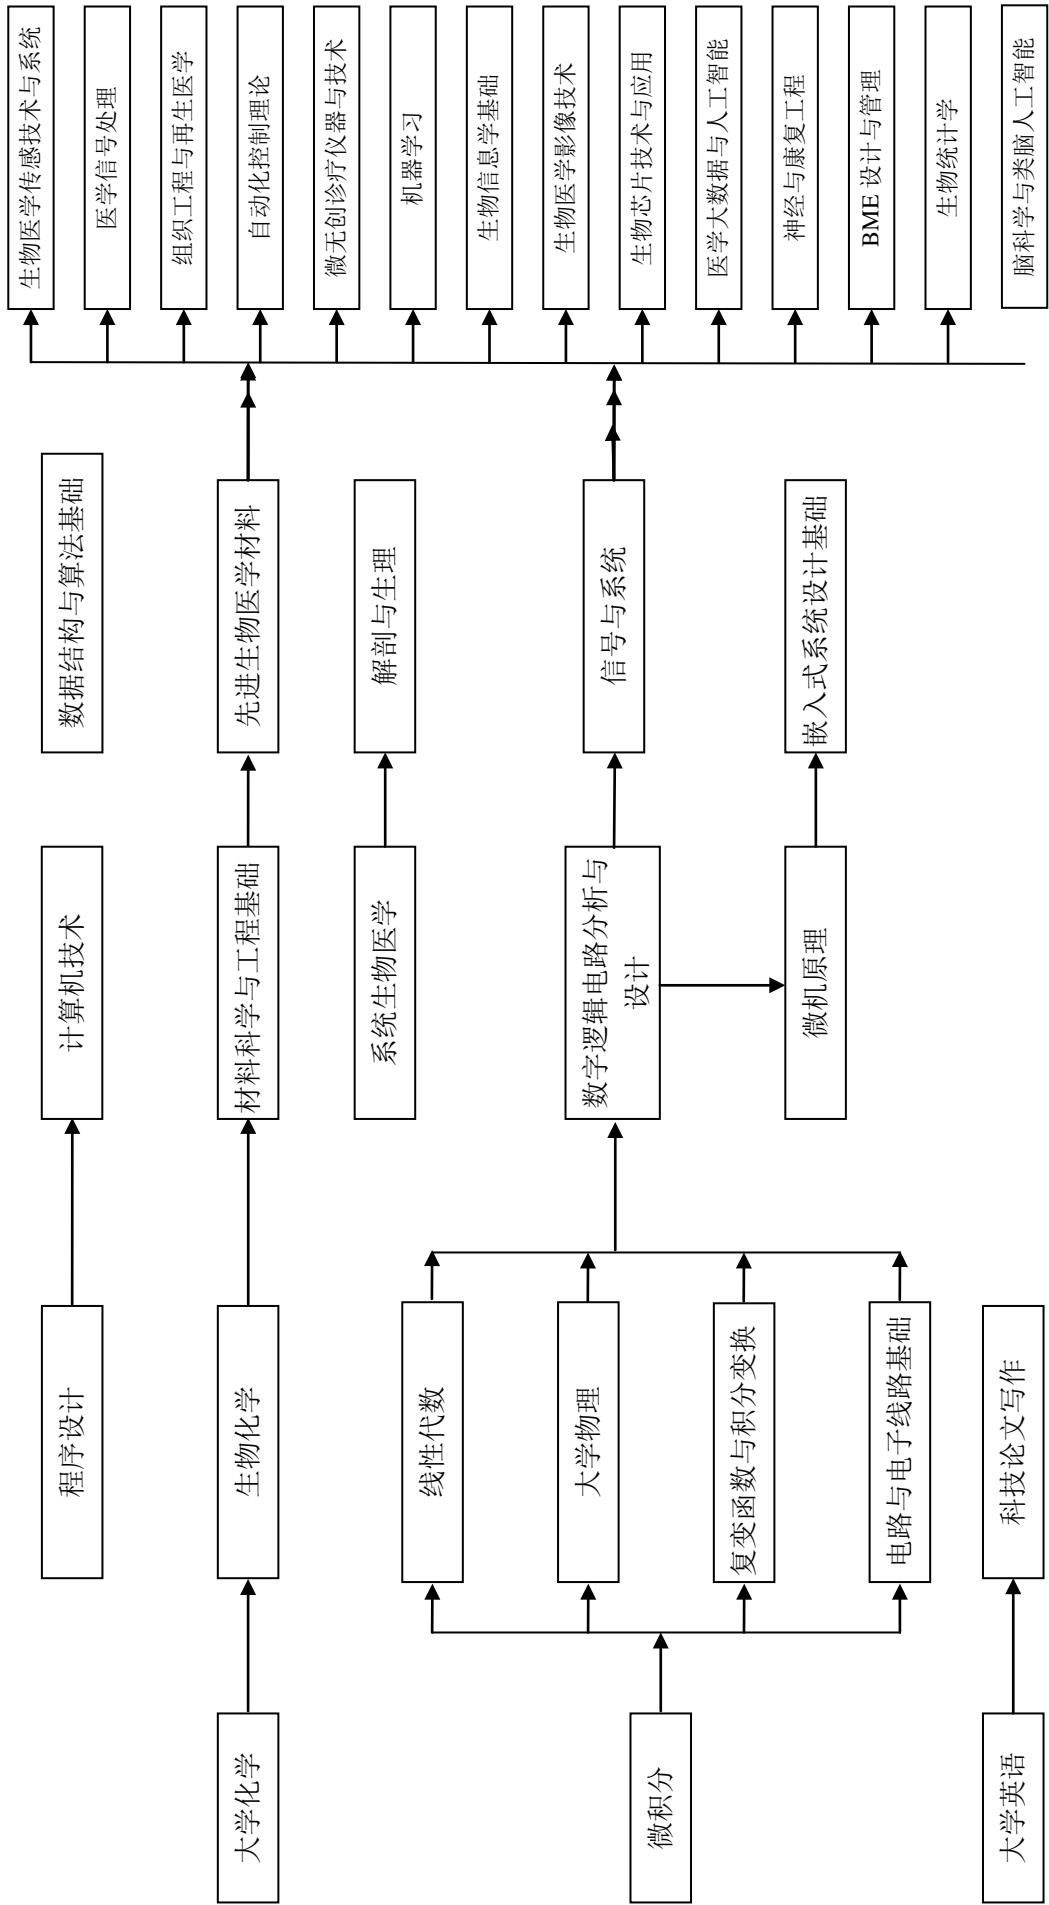 生物医学传感技术与系统
医学信号处理
组织工程与再生医学
自动化控制理论
微无创诊疗仪器与技术
机器学习
生物信息学基础
生物医学影像技术
生物芯片技术与应用
医学大数据与人工智能
神经与康复工程
BME 设计与管理
生物统计学
脑科学与类脑人工智能
数据结构与算法基础
先进生物医学材料
解剖与生理
信号与系统
嵌入式系统设计基础
计算机技术
材料科学与工程基础
系统生物医学
数字逻辑电路分析与
设计
微机原理
程序设计
生物化学
线性代数
大学物理
复变函数与积分变换
电路与电子线路基础
科技论文写作
大学化学
微积分
大学英语